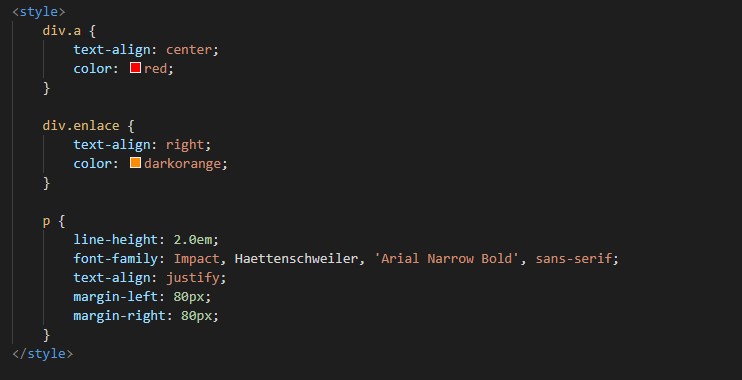 <style>
div.a {
text-align: center;
color: red;
}
div.enlace {
text-align: right;
color: darkorange;
}
p {
line-height: 2.0em;
font-family: Impact, Haettenschweiler, 'Arial Narrow Bold', sans-serif;
text-align: justify;
margin-left: 80px;
margin-right: 80px;
}
</style>